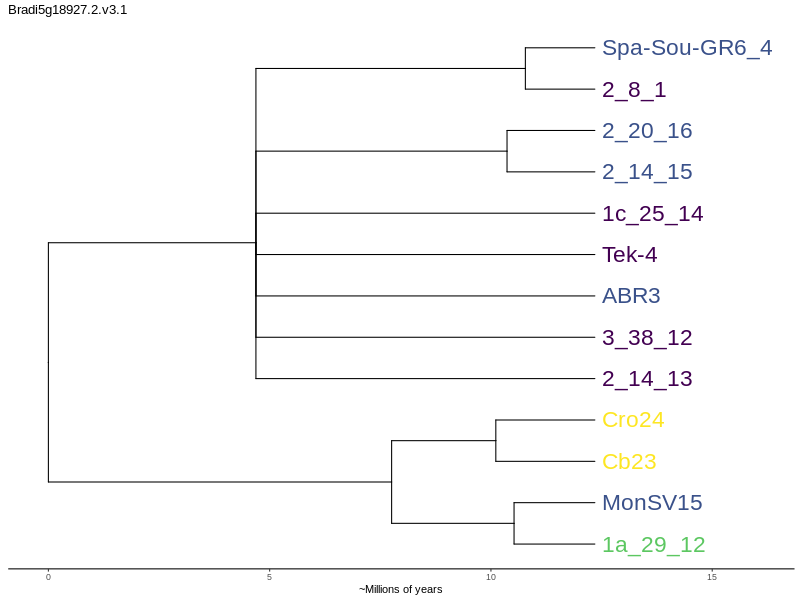 Bradi5g18927.2.v3.1
Spa-Sou-GR6_4
2_8_1
2_20_16
2_14_15
1c_25_14
Tek-4
ABR3
3_38_12
2_14_13
Cro24
Cb23
MonSV15
1a_29_12
0 5 10 15
~Millions of years